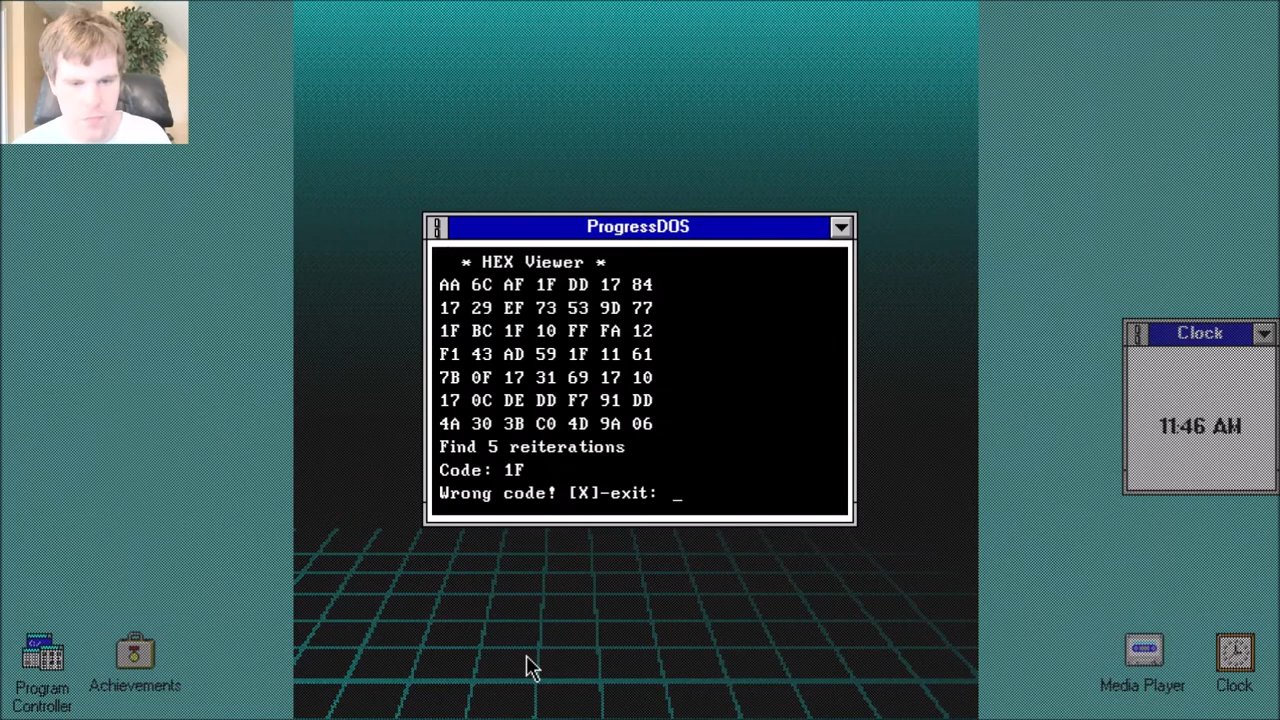 ProgressDOS
* HEX Viewer *
AA 6C AF 1F DD 17 84
17 29 EF 73 53 9D 77
1F BC 1F 10 FF FA 12
F1 43 AD 59 1F 11 61
7B 0F 17 31 69 17 10
17 0C DE DD F7 91 DD
4A 30 3B C0 4D 9A 06
Find 5 reiterations
Code: 1F
Wrong code! [X]-exit: _
Clock
11:46 AM
Program
Controller
Achievements
Media Player
Clock